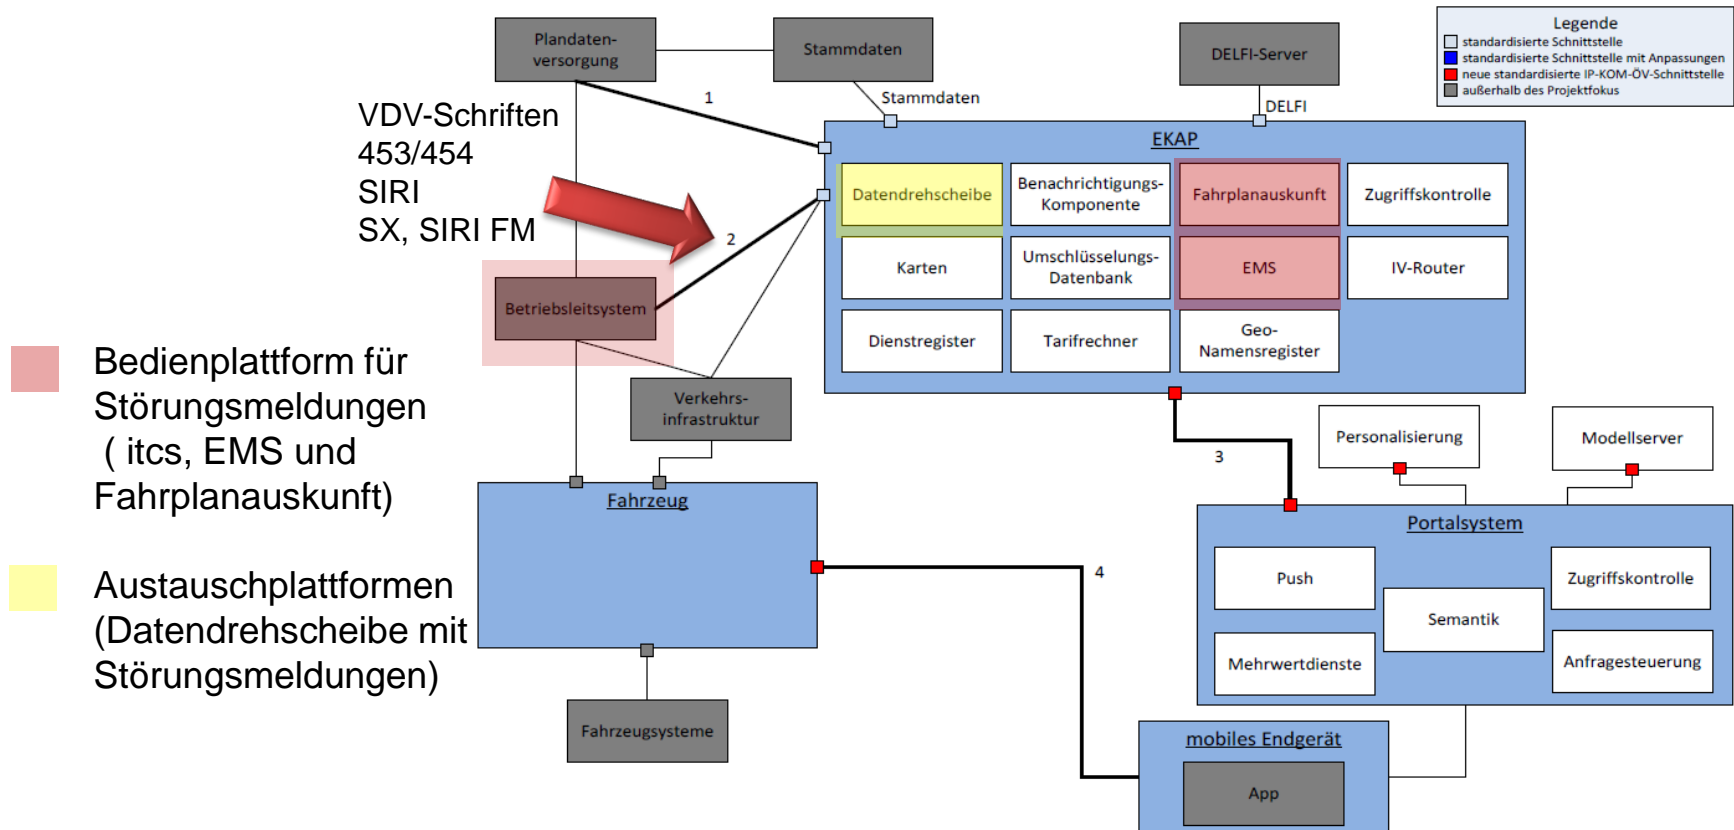 Plandaten-
versorgung
Stammdaten
DELFI-Server
Legende
standardisierte Schnittstelle
standardisierte Schnittstelle mit Anpassungen
neue standardisierte IP-KOM-ÖV-Schnittstelle
außerhalb des Projektfokus
1
Stammdaten
DELFI
VDV-Schriften
453/454
SIRI
SX, SIRI FM
2
EKAP
Datendrehscheibe
Benachrichtigungs-
Komponente
Fahrplanauskunft
Zugriffskontrolle
Karten
Umschlüsselungs-
Datenbank
EMS
IV-Router
Dienstregister
Tarifrechner
Geo-
Namensregister
Betriebsleitsystem
Bedienplattform für
Störungsmeldungen
( itcs, EMS und
Fahrplanauskunft)
Verkehrs-
infrastruktur
3
Personalisierung
Modellserver
Fahrzeug
4
Portalsystem
Push
Zugriffskontrolle
Semantik
Mehrwertdienste
Anfragesteuerung
Austauschplattformen
(Datendrehscheibe mit
Störungsmeldungen)
Fahrzeugsysteme
mobiles Endgerät
App